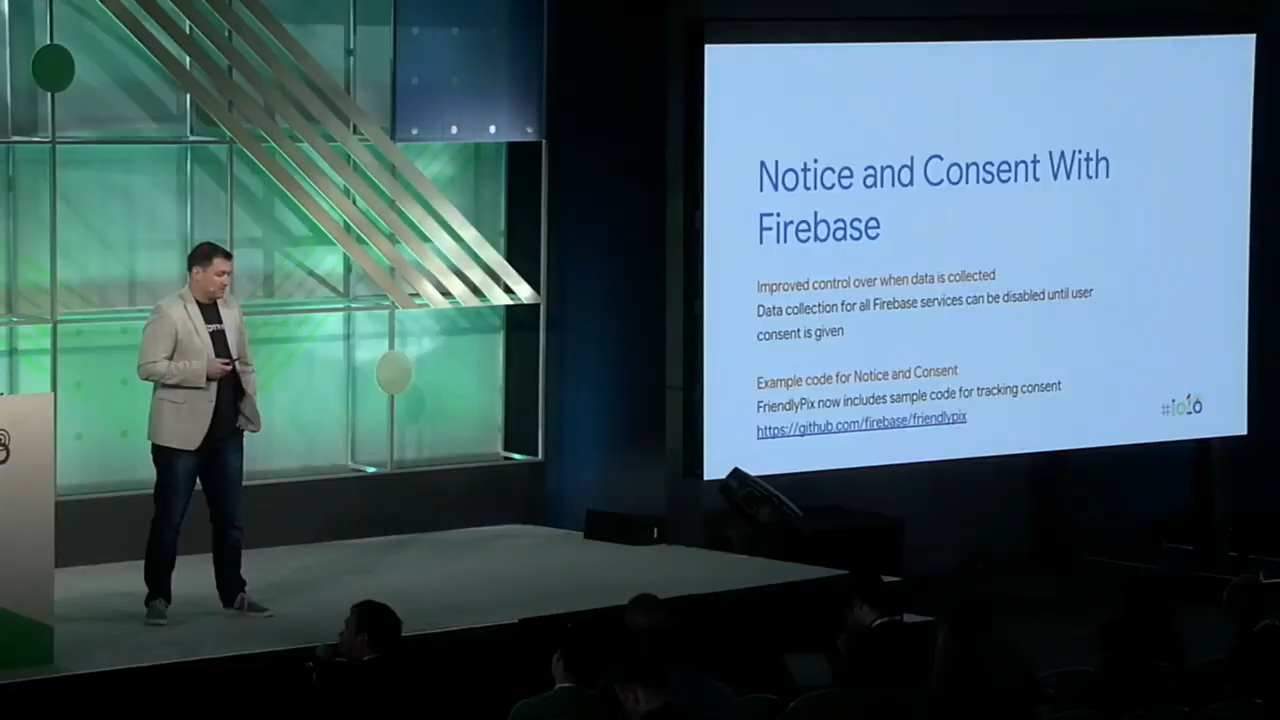 Notice and Consent With
Firebase
Improved control over when data is collected
Data collection for all Firebase services can be disabled until user
consent is given
Example code for Notice and Consent
FriendlyPix now includes sample code for tracking consent
https://github.com/firebase/friendlypix
#io18
8